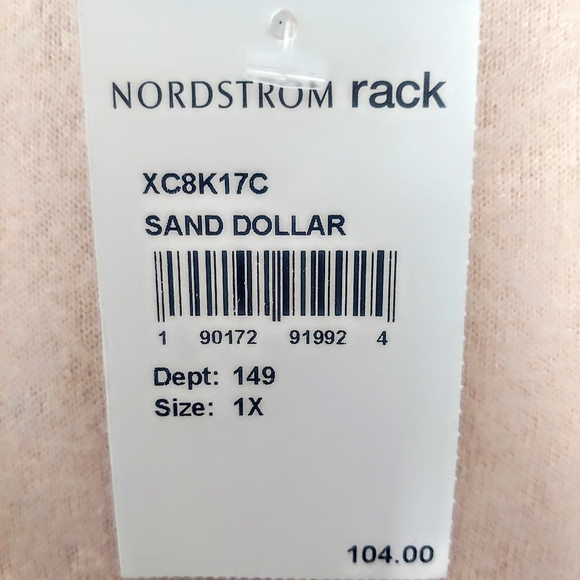 NORDSTROM rack
XC8K17C
SAND DOLLAR
1 90172 91992 4
Dept: 149
Size: 1X
104.00